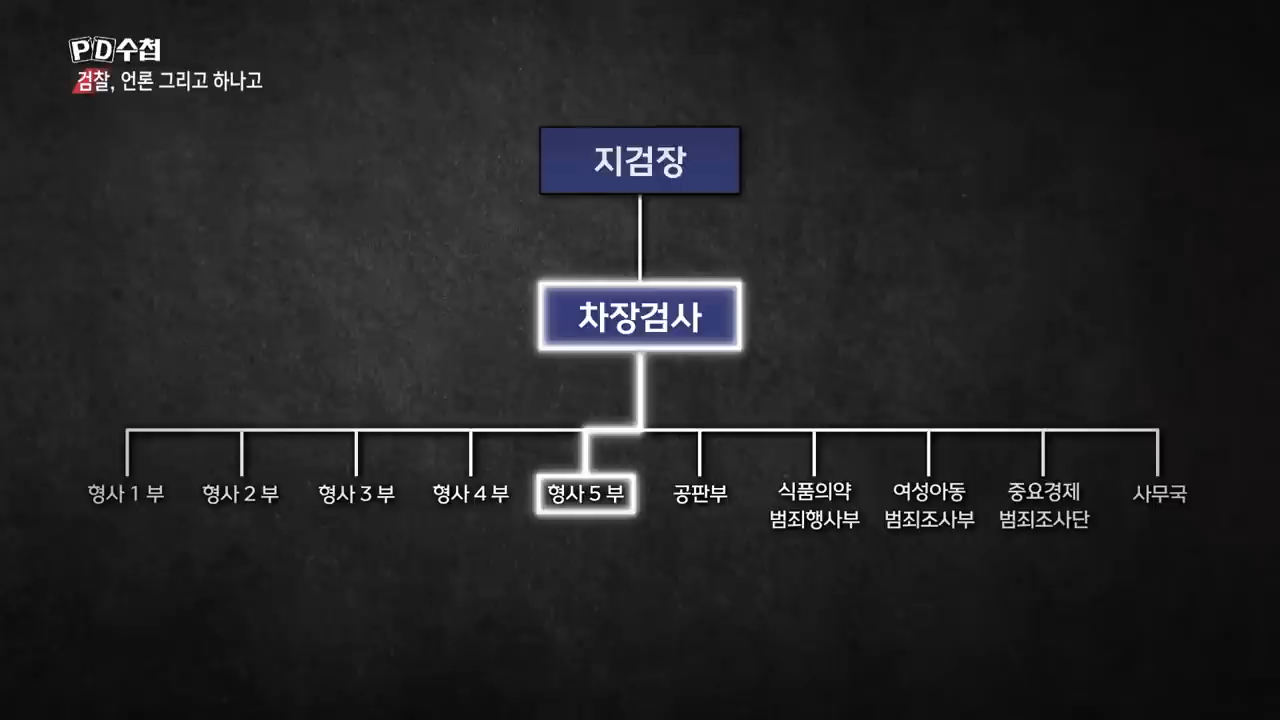 PD수첩
검찰, 언론 그리고 하나고
지검장
차장검사
형사 1 부
형사 2 부
형사 3 부
형사 4 부
형사 5 부
공판부
식품의약
범죄행사부
여성아동
범죄조사부
중요경제
범죄조사단
사무국